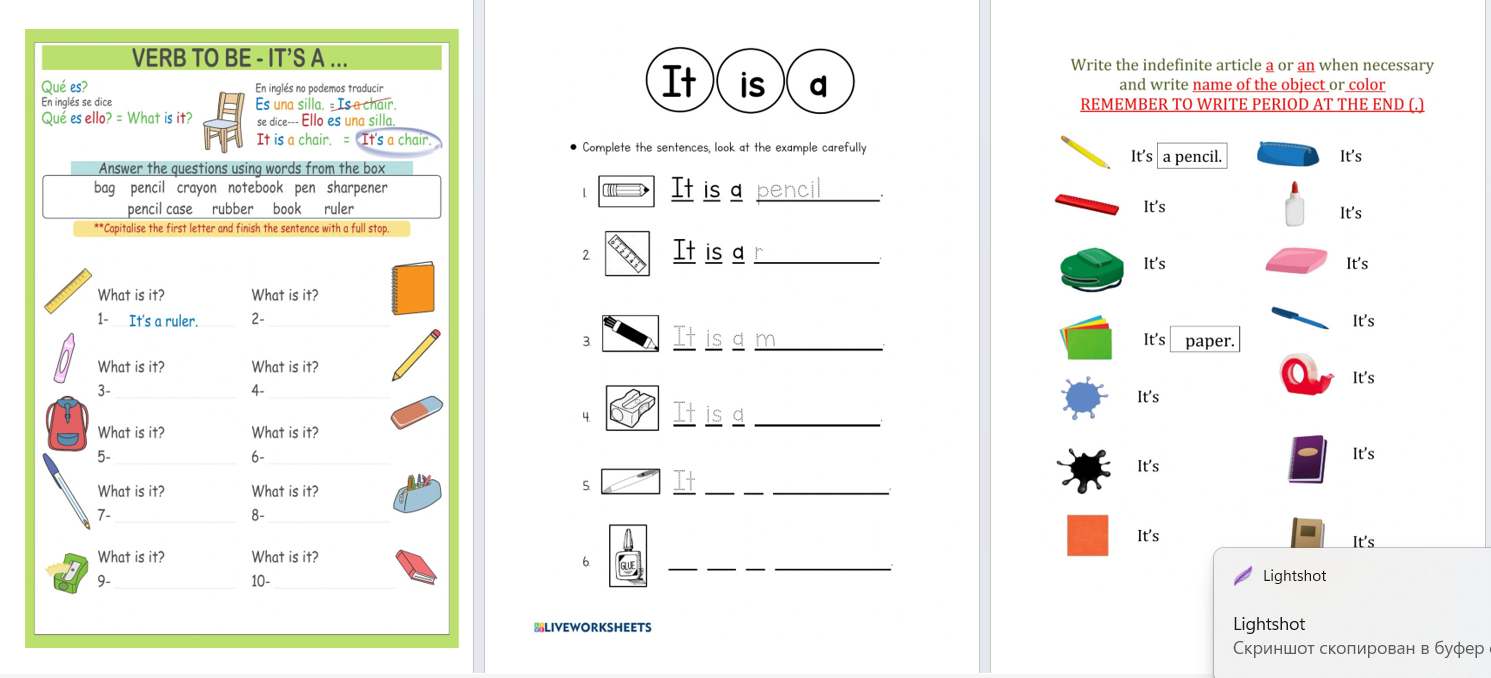 VERB TO BE - IT'S A ...
Qué es?
En inglés se dice
Qué es ello? = What is it?
En inglés no podemos traducir
Es una silla. = Is a chair.
se dice--- Ello es una silla.
It is a chair. = It's a chair.
Answer the questions using words from the box
bag pencil crayon notebook pen sharpener
pencil case rubber book ruler
**Capitalise the first letter and finish the sentence with a full stop.
What is it? What is it?
1- It's a ruler. 2-
What is it? What is it?
3- 4-
What is it? What is it?
5- 6-
What is it? What is it?
7- 8-
What is it? What is it?
9- 10-
It is a
• Complete the sentences, look at the example carefully
1. It is a pencil.
2. It is a r .
3. It is a m .
4. It is a .
5. It .
6. GLUE .
LIVEWORKSHEETS
Write the indefinite article a or an when necessary
and write name of the object or color
REMEMBER TO WRITE PERIOD AT THE END (.)
It's a pencil. It's
It's It's
It's It's
It's paper. It's
It's It's
It's It's
It's It's
Lightshot
Lightshot
Скриншот скопирован в буфер